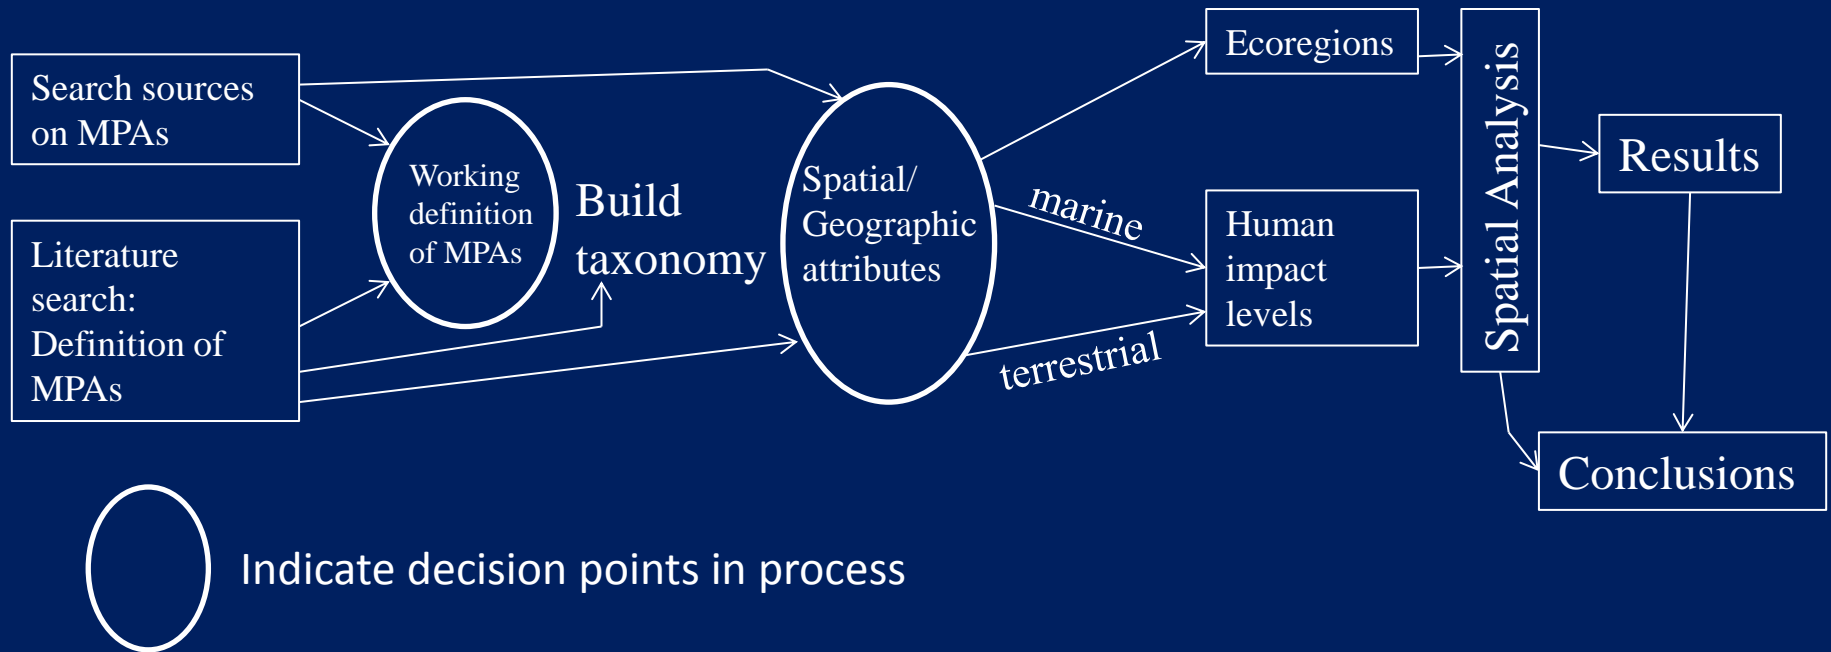 Search sources
on MPAs
Literature
search:
Definition of
MPAs
Working
definition
of MPAs
Build
taxonomy
Spatial/
Geographic
attributes
marine
terrestrial
Ecoregions
Human
impact
levels
Spatial Analysis
Results
Conclusions
Indicate decision points in process